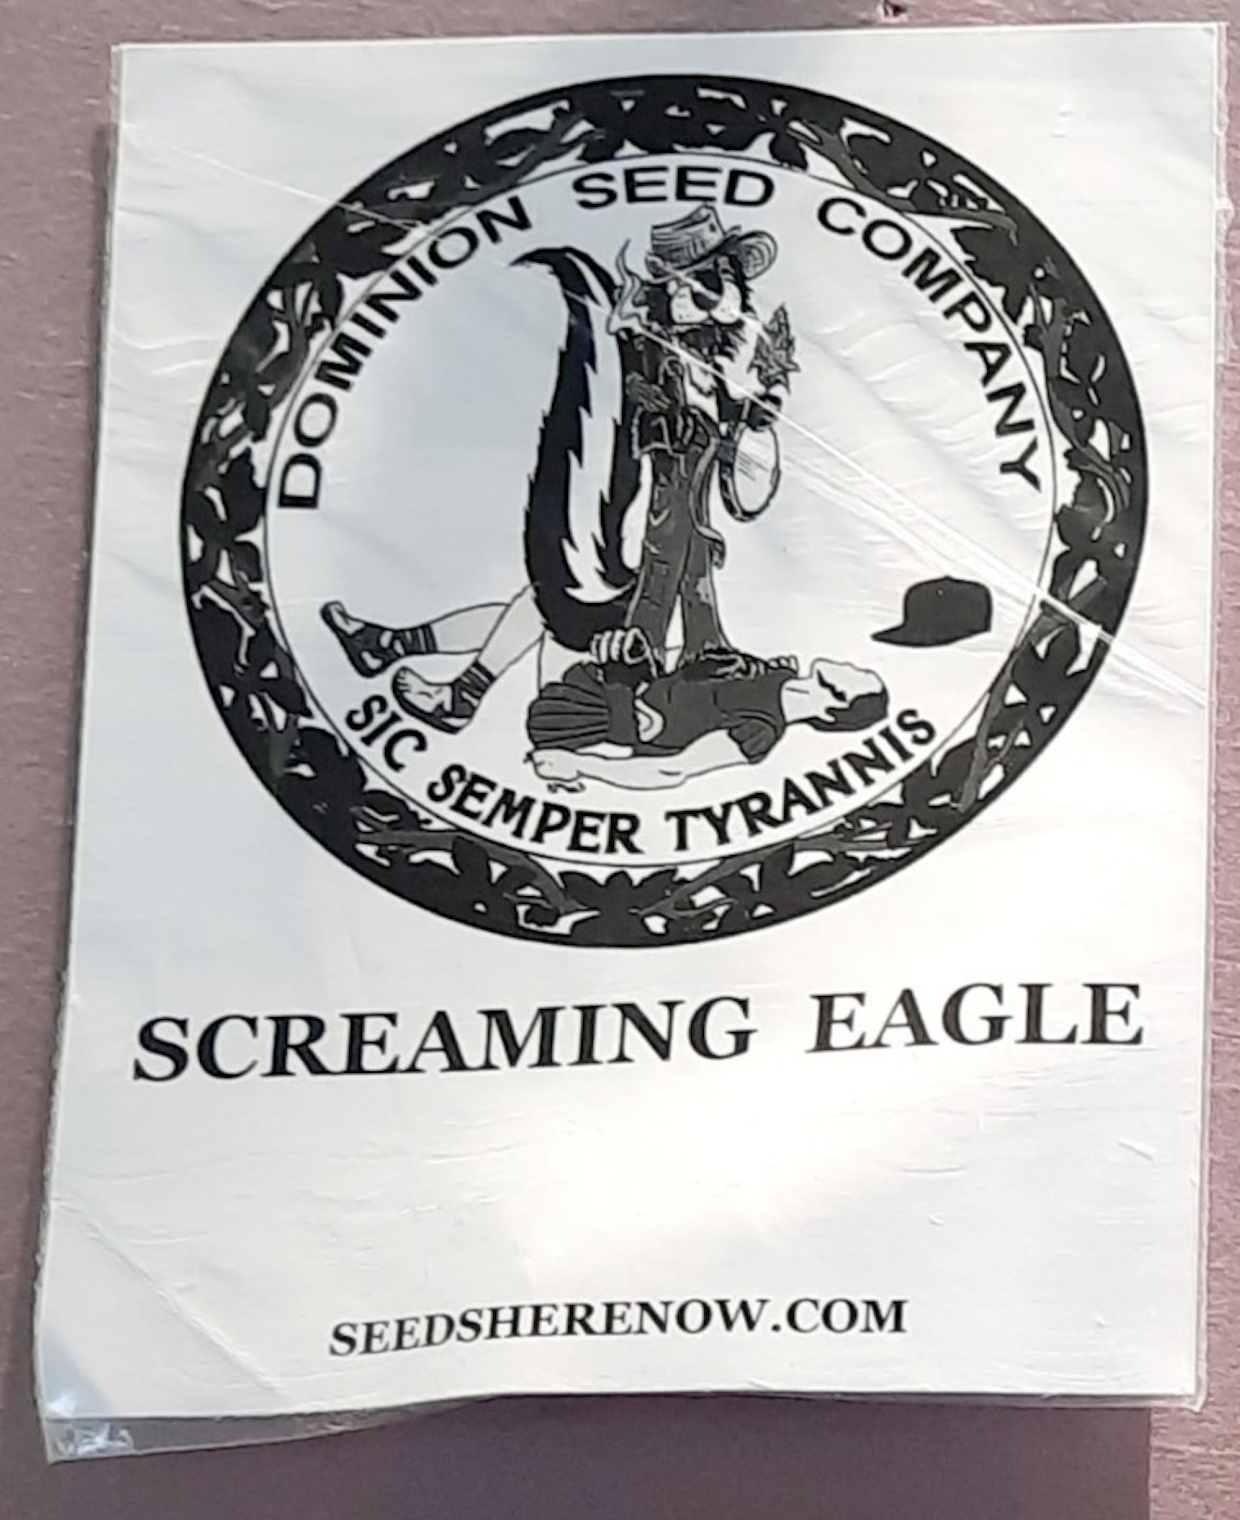 DOMINION SEED COMPANY
SIC SEMPER TYRANNIS
SCREAMING EAGLE
SEEDSHERENOW.COM